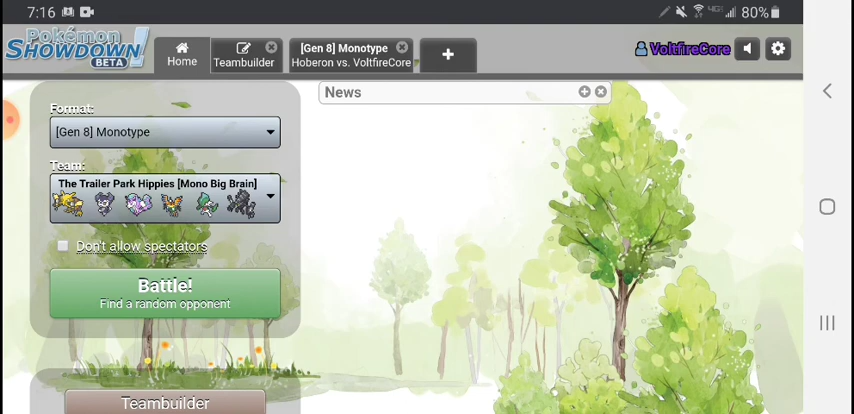 7:16
80%
Pokémon
SHOWDOWN!
BETA
Home
Teambuilder
[Gen 8] Monotype
Hoberon vs. VoltfireCore
+
VoltfireCore
Format:
[Gen 8] Monotype
Team:
The Trailer Park Hippies [Mono Big Brain]
Don't allow spectators
Battle!
Find a random opponent
Teambuilder
News